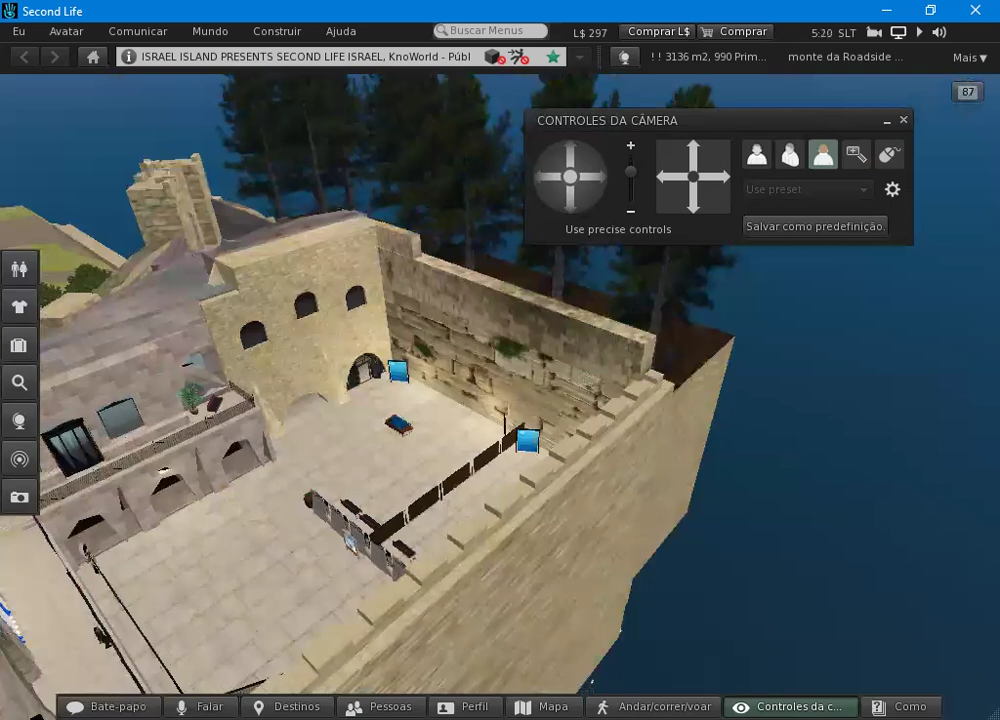 Second Life
Eu Avatar Comunicar Mundo Construir Ajuda Buscar Menus L$ 297 Comprar L$ Comprar 5:20 SLT
ISRAEL ISLAND PRESENTS SECOND LIFE ISRAEL, KnoWorld - Públ ! ! 3136 m2, 990 Prim... monte da Roadside ... Mais
87
CONTROLES DA CÂMERA
Use preset
Use precise controls
Salvar como predefinição.
Bate-papo Falar Destinos Pessoas Perfil Mapa Andar/correr/voar Controles da c... Como